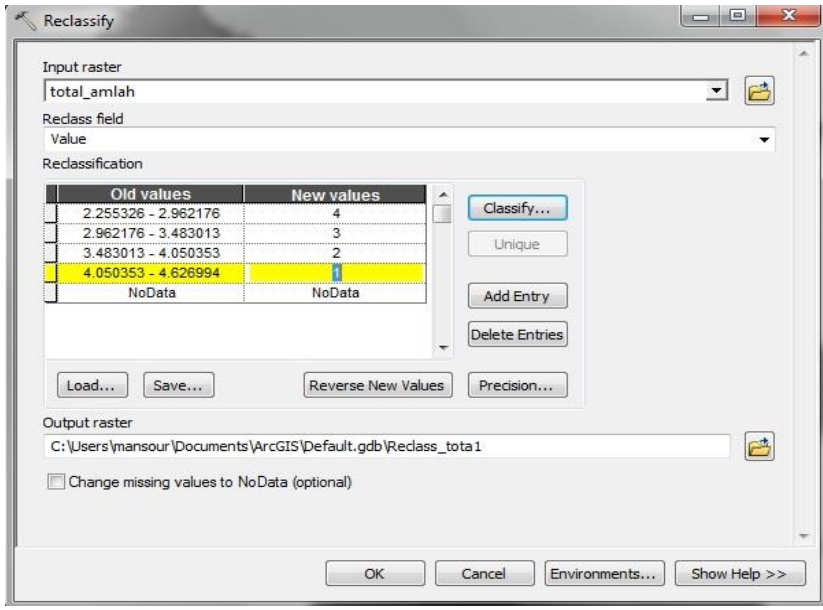 Reclassify
Input raster
total_amlah
Reclass field
Value
Reclassification
Old values New values
2.255326 - 2.962176 4
2.962176 - 3.483013 3
3.483013 - 4.050353 2
4.050353 - 4.626994 1
NoData NoData
Classify...
Unique
Add Entry
Delete Entries
Load... Save... Reverse New Values Precision...
Output raster
C:\Users\mansour\Documents\ArcGIS\Default.gdb\Reclass_tota1
Change missing values to NoData (optional)
OK Cancel Environments... Show Help >>